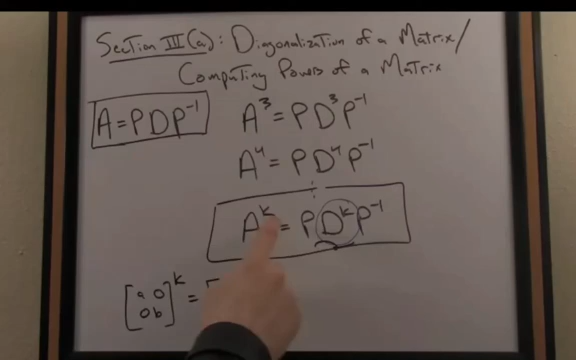 Section III(a): Diagonalization of a Matrix/
Computing Powers of a Matrix
A=PDP⁻¹
A³=PD³P⁻¹
A⁴=PD⁴P⁻¹
⋮
Aᵏ=PDᵏP⁻¹
[a 0
0 b]ᵏ = [